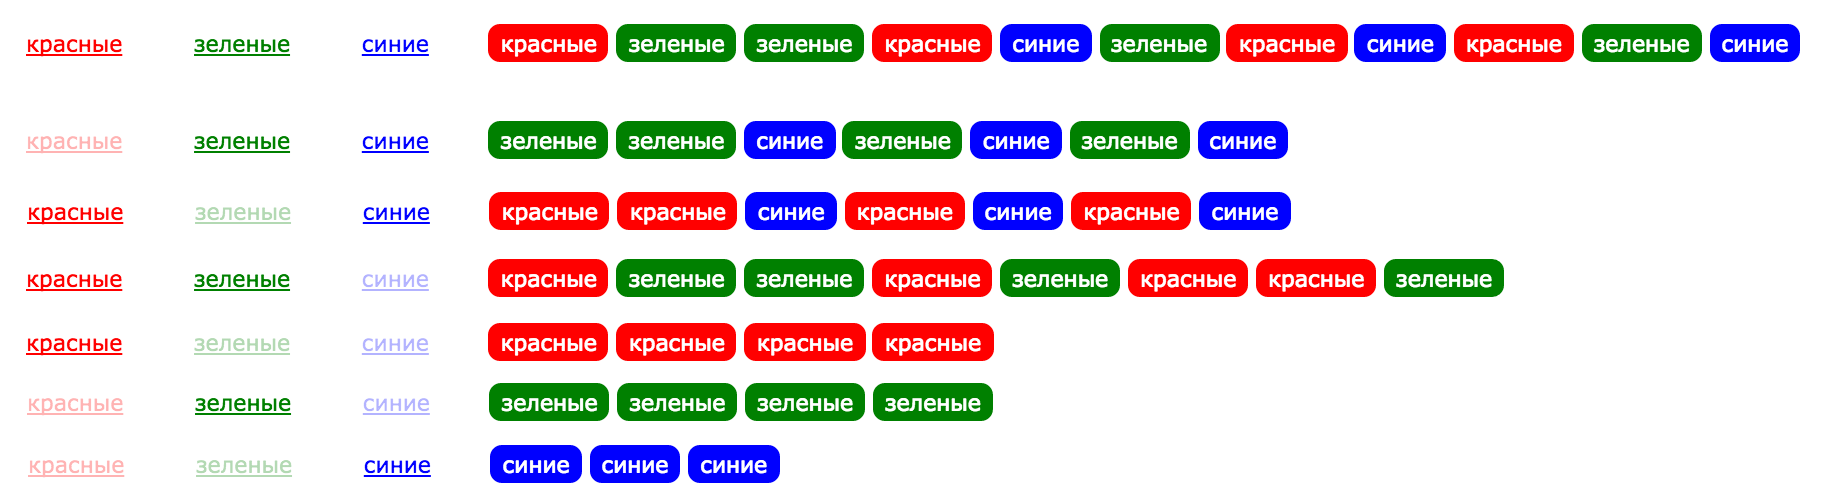 красные зеленые синие красные зеленые зеленые красные синие зеленые красные синие красные зеленые синие
красные зеленые синие зеленые зеленые синие зеленые синие зеленые синие
красные зеленые синие красные красные синие красные синие красные синие
красные зеленые синие красные зеленые зеленые красные зеленые красные красные зеленые
красные зеленые синие красные красные красные красные
красные зеленые синие зеленые зеленые зеленые зеленые
красные зеленые синие синие синие синие